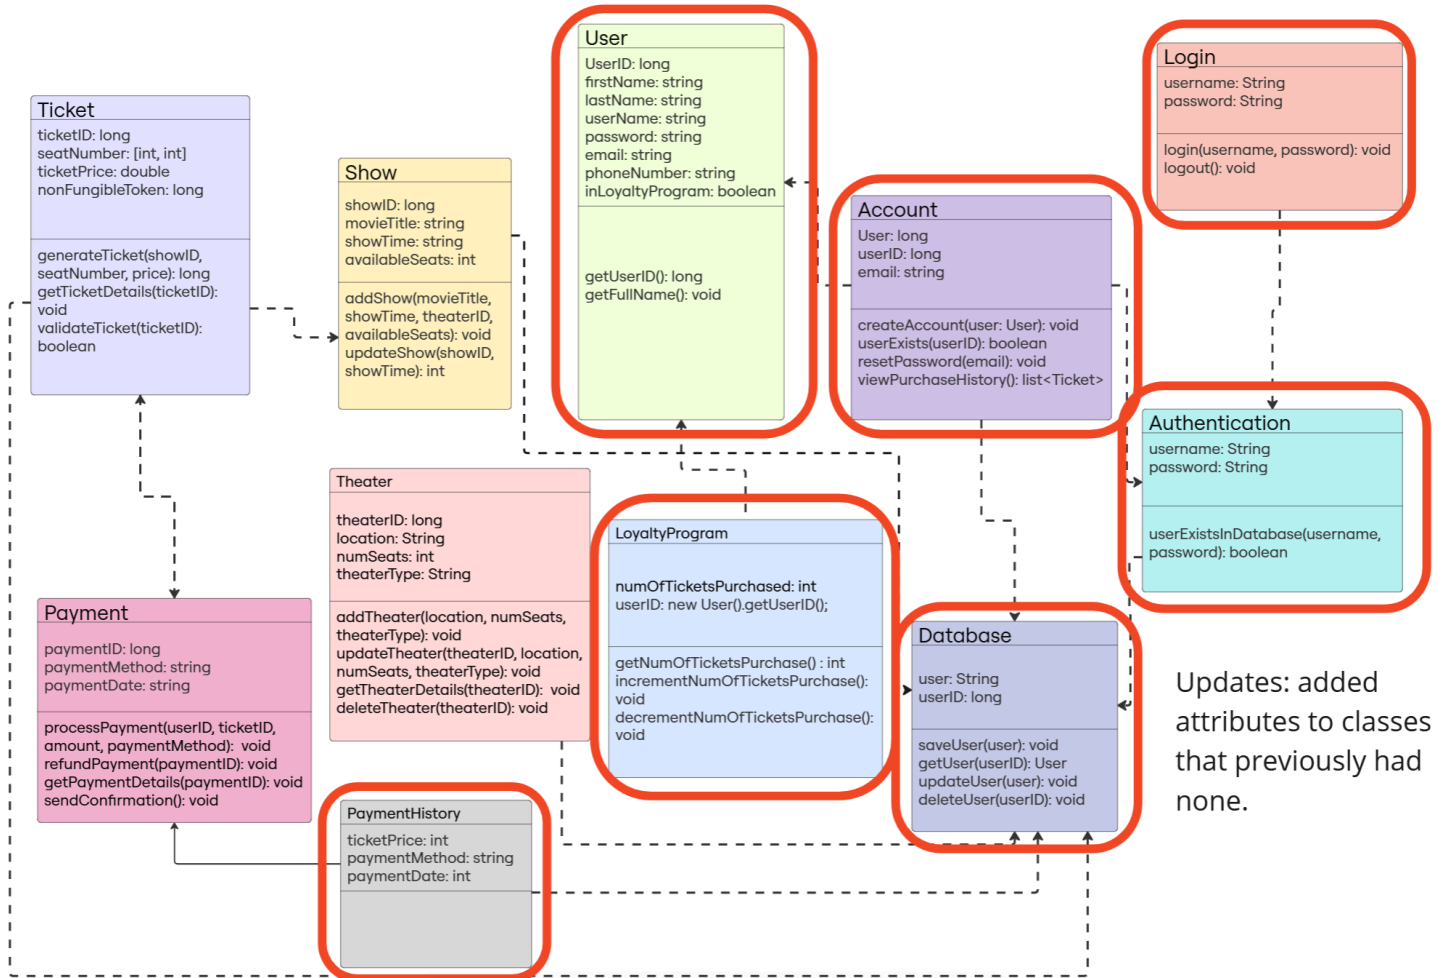 User
UserID: long
firstName: string
lastName: string
userName: string
password: string
email: string
phoneNumber: string
inLoyaltyProgram: boolean
getUserID(): long
getFullName(): void
Login
username: String
password: String
login(username, password): void
logout(): void
Ticket
ticketID: long
seatNumber: [int, int]
ticketPrice: double
nonFungibleToken: long
generateTicket(showID,
seatNumber, price): long
getTicketDetails(ticketID):
void
validateTicket(ticketID):
boolean
Show
showID: long
movieTitle: string
showTime: string
availableSeats: int
addShow(movieTitle,
showTime, theaterID,
availableSeats): void
updateShow(showID,
showTime): int
Account
User: long
userID: long
email: string
createAccount(user: User): void
userExists(userID): boolean
resetPassword(email): void
viewPurchaseHistory(): list<Ticket>
Authentication
username: String
password: String
userExistsInDatabase(username,
password): boolean
Theater
theaterID: long
location: String
numSeats: int
theaterType: String
addTheater(location, numSeats,
theaterType): void
updateTheater(theaterID, location,
numSeats, theaterType): void
getTheaterDetails(theaterID): void
deleteTheater(theaterID): void
LoyaltyProgram
numOfTicketsPurchased: int
userID: new User().getUserID();
getNumOfTicketsPurchase() : int
incrementNumOfTicketsPurchase():
void
decrementNumOfTicketsPurchase():
void
Payment
paymentID: long
paymentMethod: string
paymentDate: string
processPayment(userID, ticketID,
amount, paymentMethod): void
refundPayment(paymentID): void
getPaymentDetails(paymentID): void
sendConfirmation(): void
Database
user: String
userID: long
saveUser(user): void
getUser(userID): User
updateUser(user): void
deleteUser(userID): void
Updates: added
attributes to classes
that previously had
none.
PaymentHistory
ticketPrice: int
paymentMethod: string
paymentDate: int